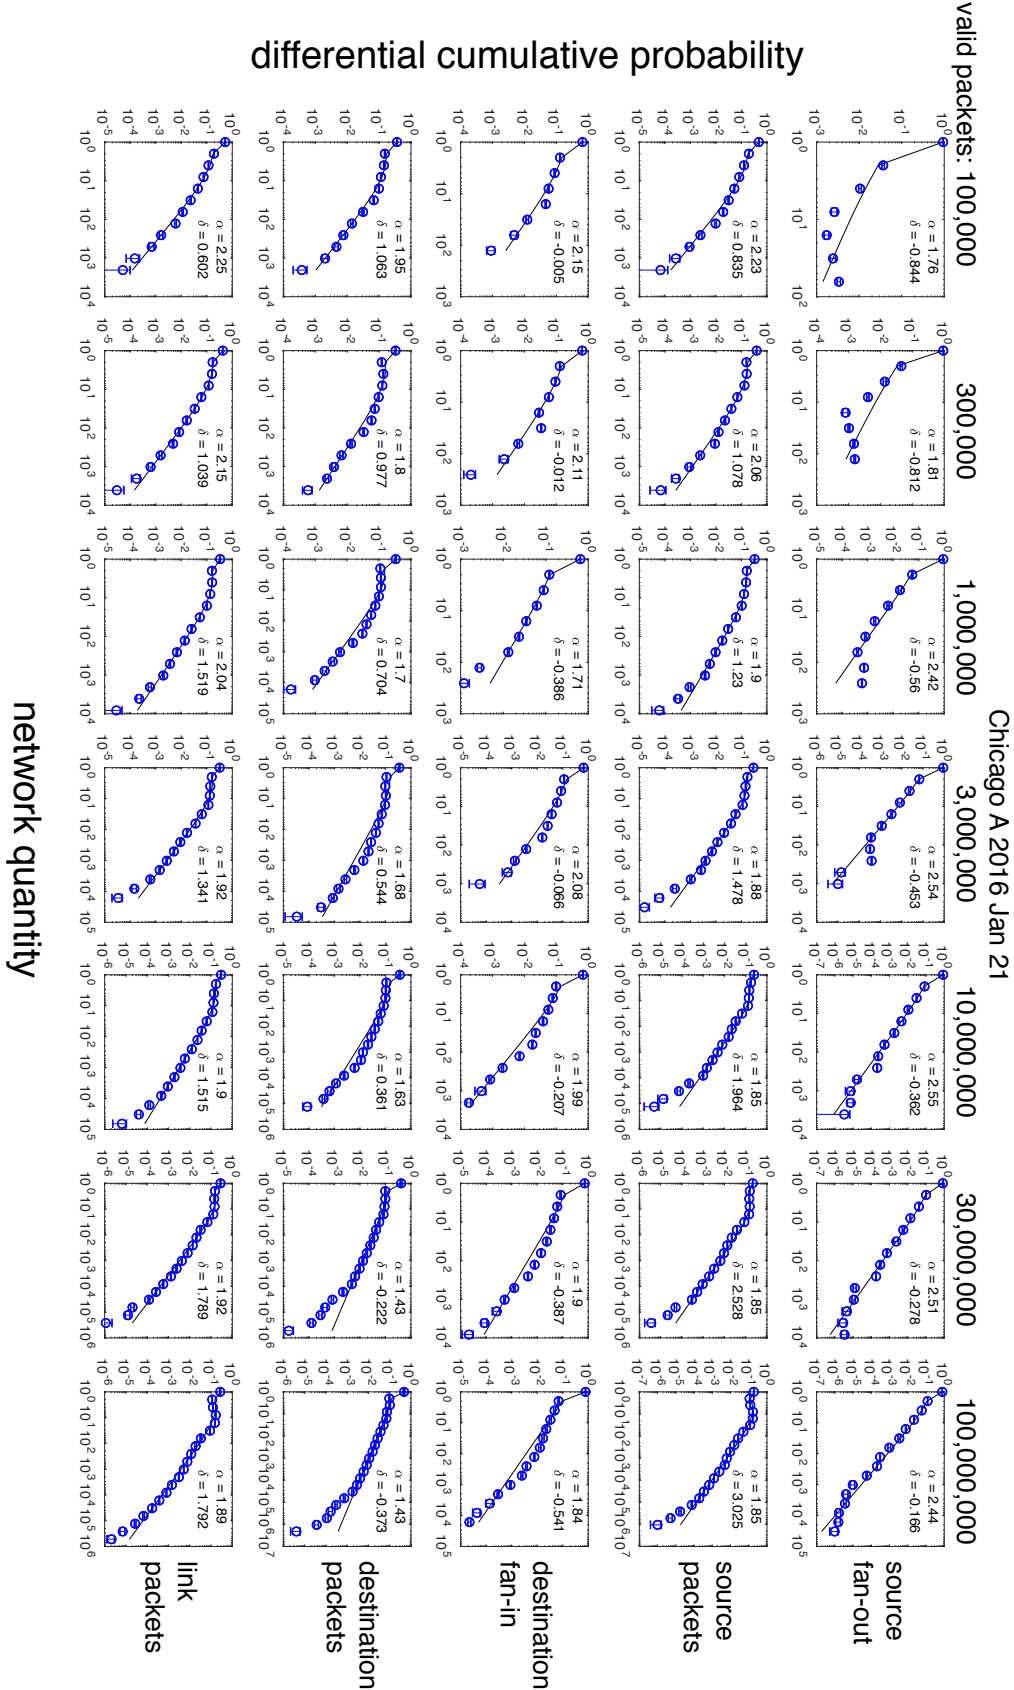 Chicago A 2016 Jan 21
valid packets: 100,000 300,000 1,000,000 3,000,000 10,000,000 30,000,000 100,000,000
differential cumulative probability
α = 1.76 α = 1.81 α = 2.42 α = 2.54 α = 2.55 α = 2.51 α = 2.44
δ = -0.844 δ = -0.812 δ = -0.56 δ = -0.453 δ = -0.362 δ = -0.278 δ = -0.166
source
fan-out
α = 2.23 α = 2.06 α = 1.9 α = 1.88 α = 1.85 α = 1.85 α = 1.85
δ = 0.835 δ = 1.078 δ = 1.23 δ = 1.478 δ = 1.964 δ = 2.528 δ = 3.025
source
packets
α = 2.15 α = 2.11 α = 1.71 α = 2.08 α = 1.99 α = 1.9 α = 1.84
δ = -0.005 δ = -0.012 δ = -0.386 δ = -0.066 δ = -0.207 δ = -0.387 δ = -0.541
destination
fan-in
α = 1.95 α = 1.8 α = 1.7 α = 1.68 α = 1.63 α = 1.43 α = 1.43
δ = 1.063 δ = 0.977 δ = 0.704 δ = 0.544 δ = 0.361 δ = -0.222 δ = -0.373
destination
packets
α = 2.25 α = 2.15 α = 2.04 α = 1.92 α = 1.9 α = 1.92 α = 1.89
δ = 0.602 δ = 1.039 δ = 1.519 δ = 1.341 δ = 1.515 δ = 1.789 δ = 1.792
link
packets
network quantity